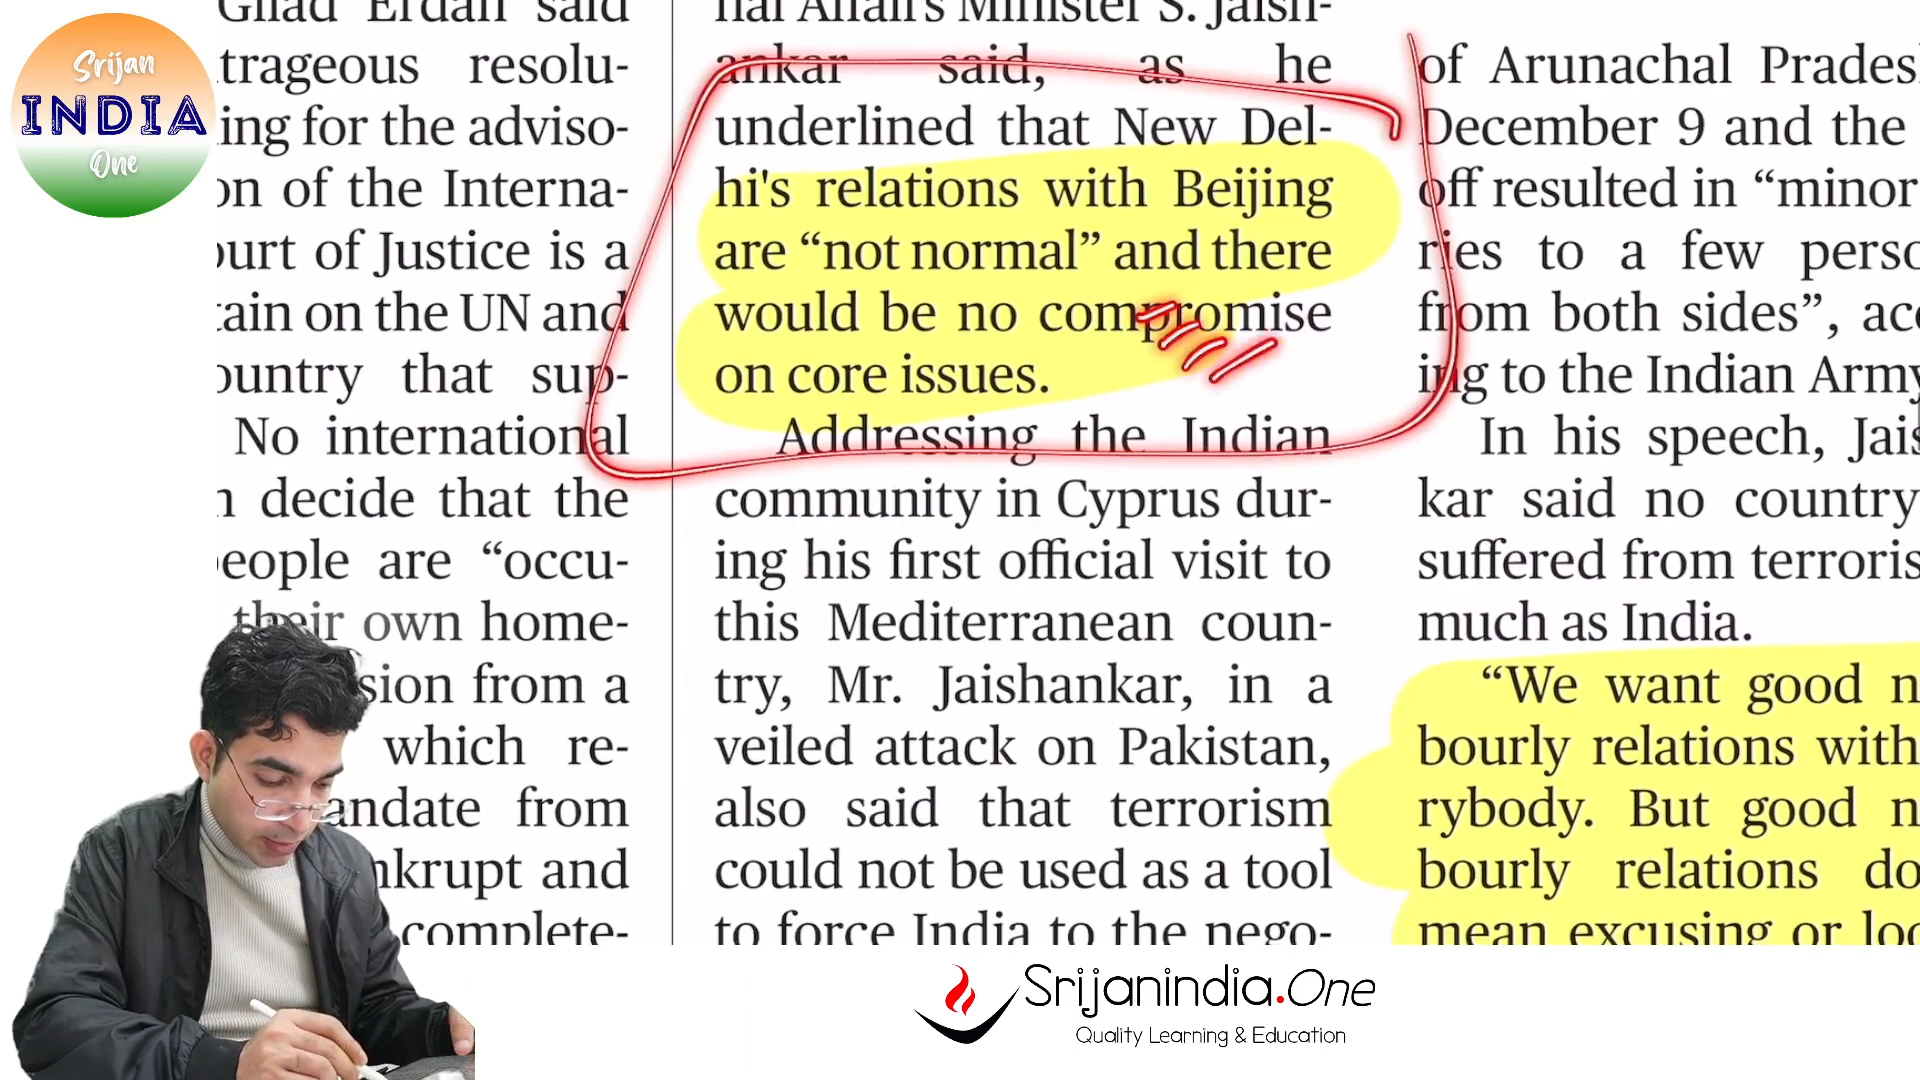 Srijan
INDIA
One
Gilad Erdan said
resolu-
ing for the adviso-
on of the Interna-
of Justice is a
on the UN and
that sup-
No international
decide that the
are “occu-
their own home-
from a
which re-
from
and
complete-
nal Affairs Minister S. Jaish-
ankar said, as he
underlined that New Del-
hi's relations with Beijing
are “not normal” and there
would be no compromise
on core issues.
Addressing the Indian
community in Cyprus dur-
ing his first official visit to
this Mediterranean coun-
try, Mr. Jaishankar, in a
veiled attack on Pakistan,
also said that terrorism
could not be used as a tool
to force India to the nego-
of Arunachal Prades
December 9 and the
off resulted in “minor
ries to a few perso
from both sides”, acc
ing to the Indian Army
In his speech, Jais
kar said no country
suffered from terroris
much as India.
“We want good n
bourly relations with
rybody. But good n
bourly relations do
mean excusing or loo
Srijanindia.One
Quality Learning & Education